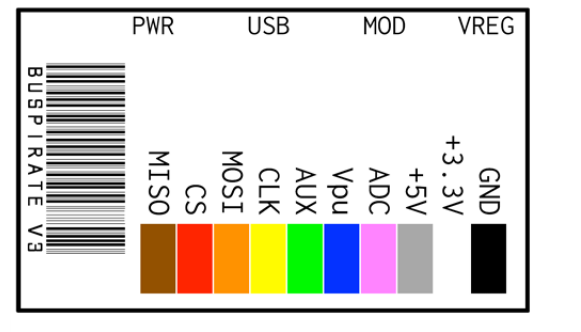 PWR USB MOD VREG
BUSPIRATE V3
MISO
CS
MOSI
CLK
AUX
Vpu
ADC
+5V
+3.3V
GND